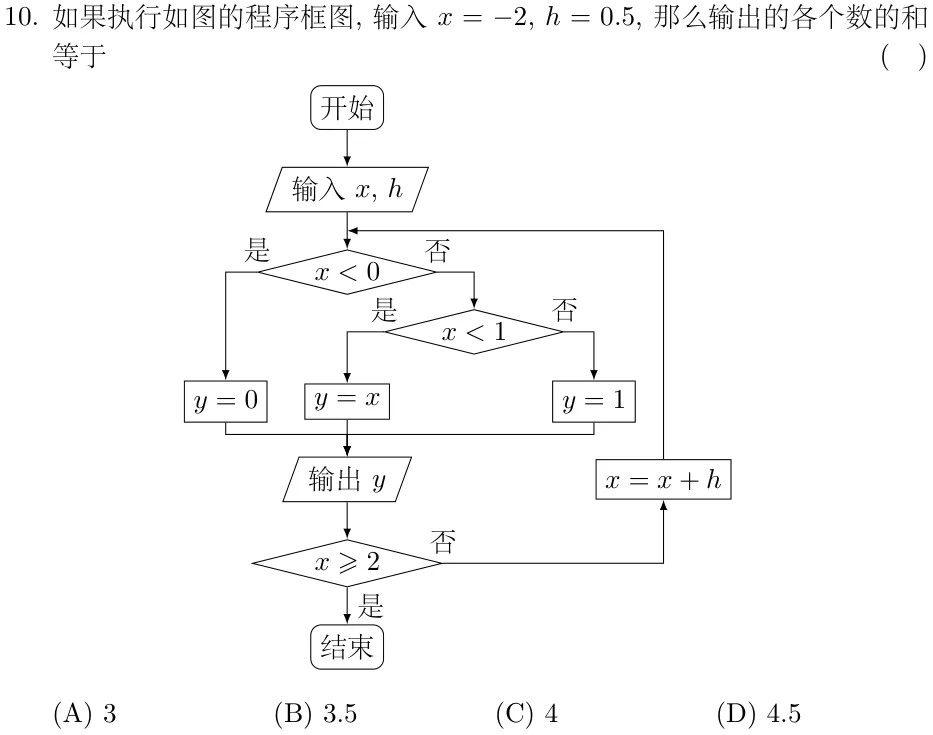 10. 如果执行如图的程序框图, 输入 x = −2, h = 0.5, 那么输出的各个数的和
等于 ( )
开始
输入 x, h
是 否
x < 0
是 否
x < 1
y = 0 y = x y = 1
输出 y x = x + h
否
x ⩾ 2
是
结束
(A) 3 (B) 3.5 (C) 4 (D) 4.5